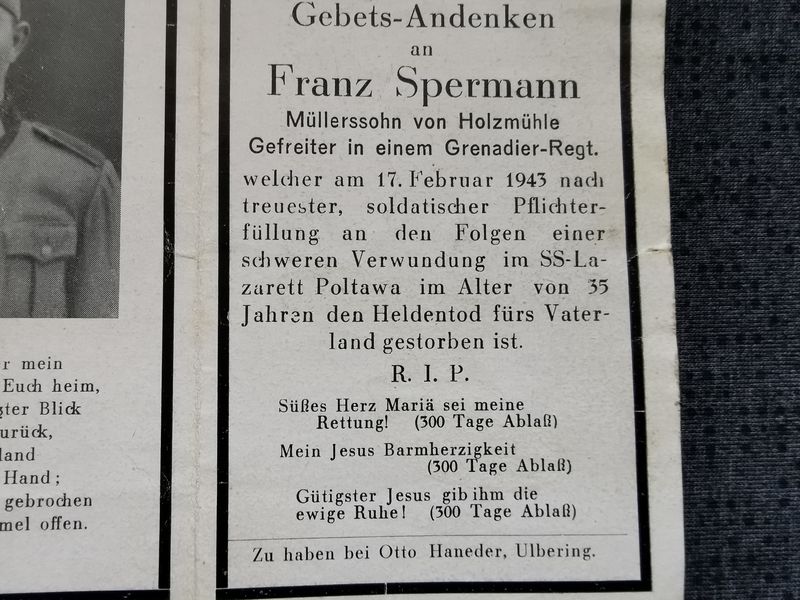 r mein
Euch heim,
gter Blick
urück,
land
Hand;
gebrochen
mel offen.
Gebets-Andenken
an
Franz Spermann
Müllerssohn von Holzmühle
Gefreiter in einem Grenadier-Regt.
welcher am 17. Februar 1943 nach
treuester, soldatischer Pflichter-
füllung an den Folgen einer
schweren Verwundung im SS-La-
zarett Poltawa im Alter von 35
Jahren den Heldentod fürs Vater-
land gestorben ist.
R. I. P.
Süßes Herz Mariä sei meine
Rettung! (300 Tage Ablaß)
Mein Jesus Barmherzigkeit
(300 Tage Ablaß)
Gütigster Jesus gib ihm die
ewige Ruhe! (300 Tage Ablaß)
Zu haben bei Otto Haneder, Ulbering.